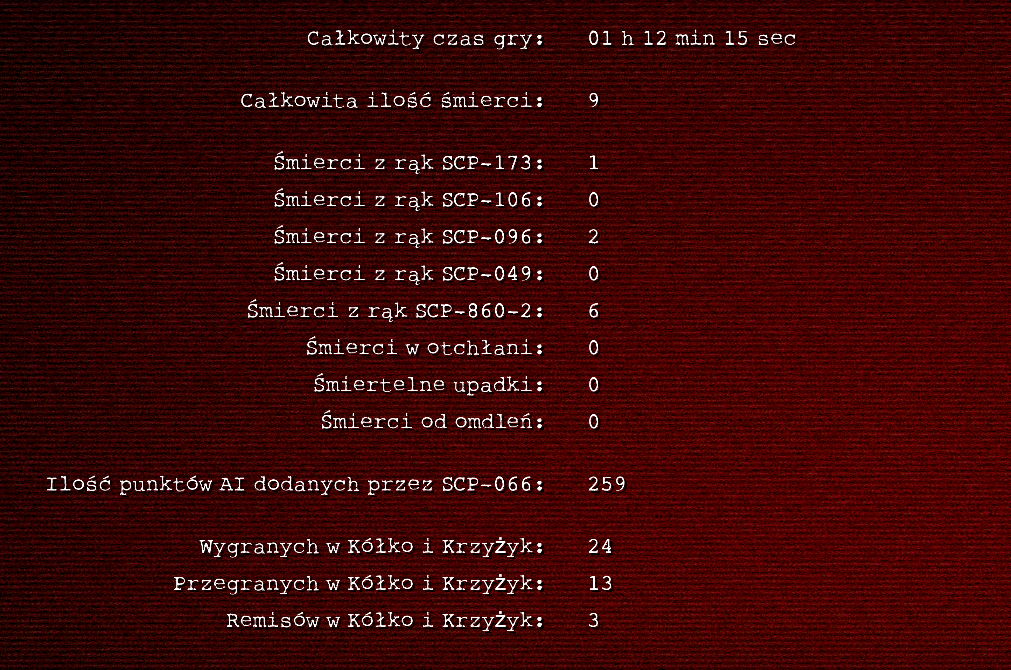 Całkowity czas gry: 01 h 12 min 15 sec
Całkowita ilość śmierci: 9
Śmierci z rąk SCP-173: 1
Śmierci z rąk SCP-106: 0
Śmierci z rąk SCP-096: 2
Śmierci z rąk SCP-049: 0
Śmierci z rąk SCP-860-2: 6
Śmierci w otchłani: 0
Śmiertelne upadki: 0
Śmierci od omdleń: 0
Ilość punktów AI dodanych przez SCP-066: 259
Wygranych w Kółko i Krzyżyk: 24
Przegranych w Kółko i Krzyżyk: 13
Remisów w Kółko i Krzyżyk: 3